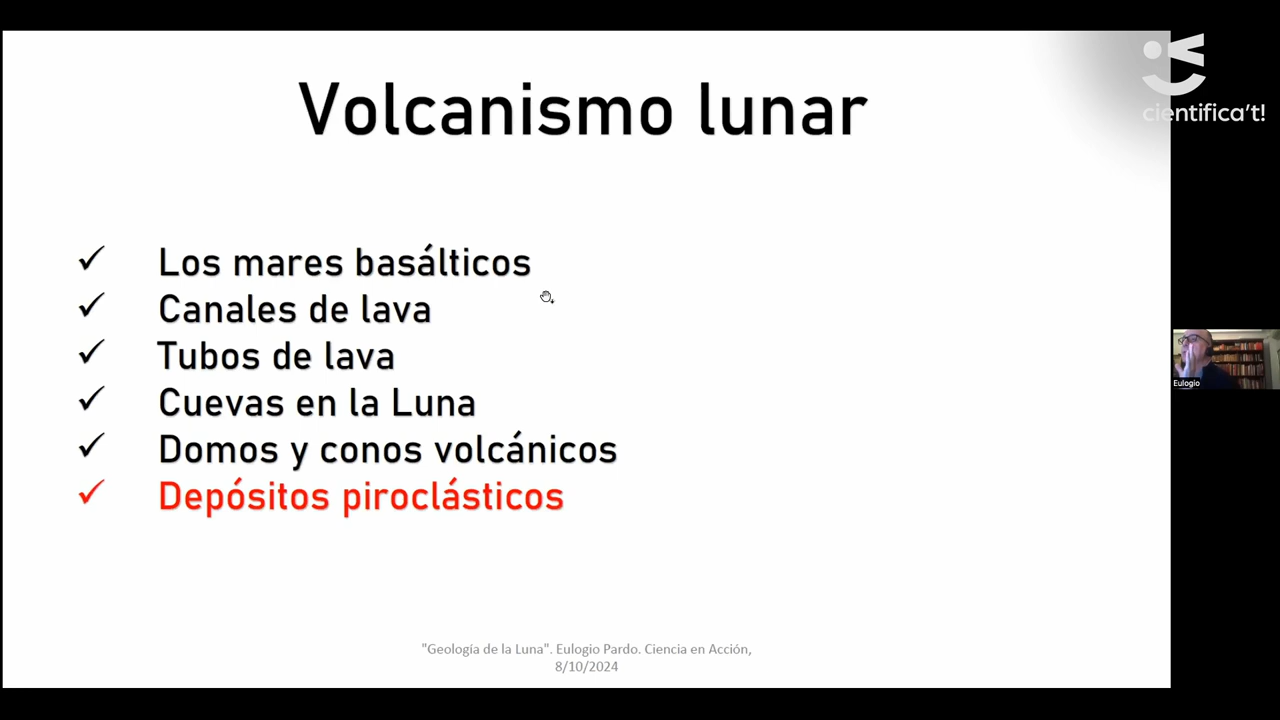 Volcanismo lunar
cientifica't!
Los mares basálticos
Canales de lava
Tubos de lava
Cuevas en la Luna
Domos y conos volcánicos
Depósitos piroclásticos
Eulogio
"Geología de la Luna". Eulogio Pardo. Ciencia en Acción,
8/10/2024